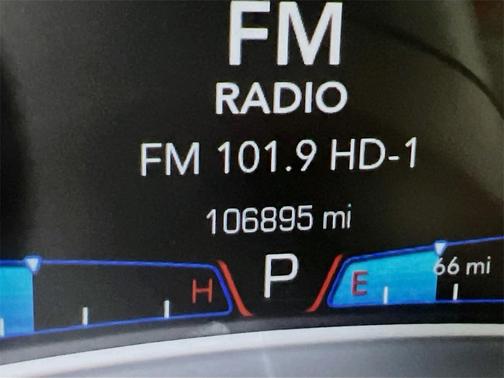 FM
RADIO
FM 101.9 HD-1
106895 mi
H P E 66 mi